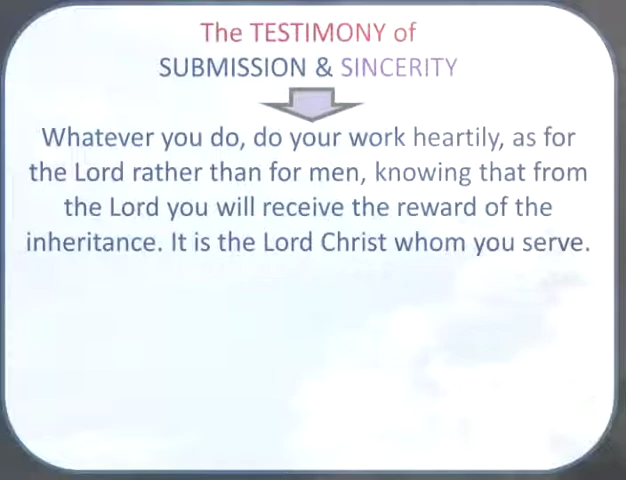 The TESTIMONY of
SUBMISSION & SINCERITY
Whatever you do, do your work heartily, as for
the Lord rather than for men, knowing that from
the Lord you will receive the reward of the
inheritance. It is the Lord Christ whom you serve.